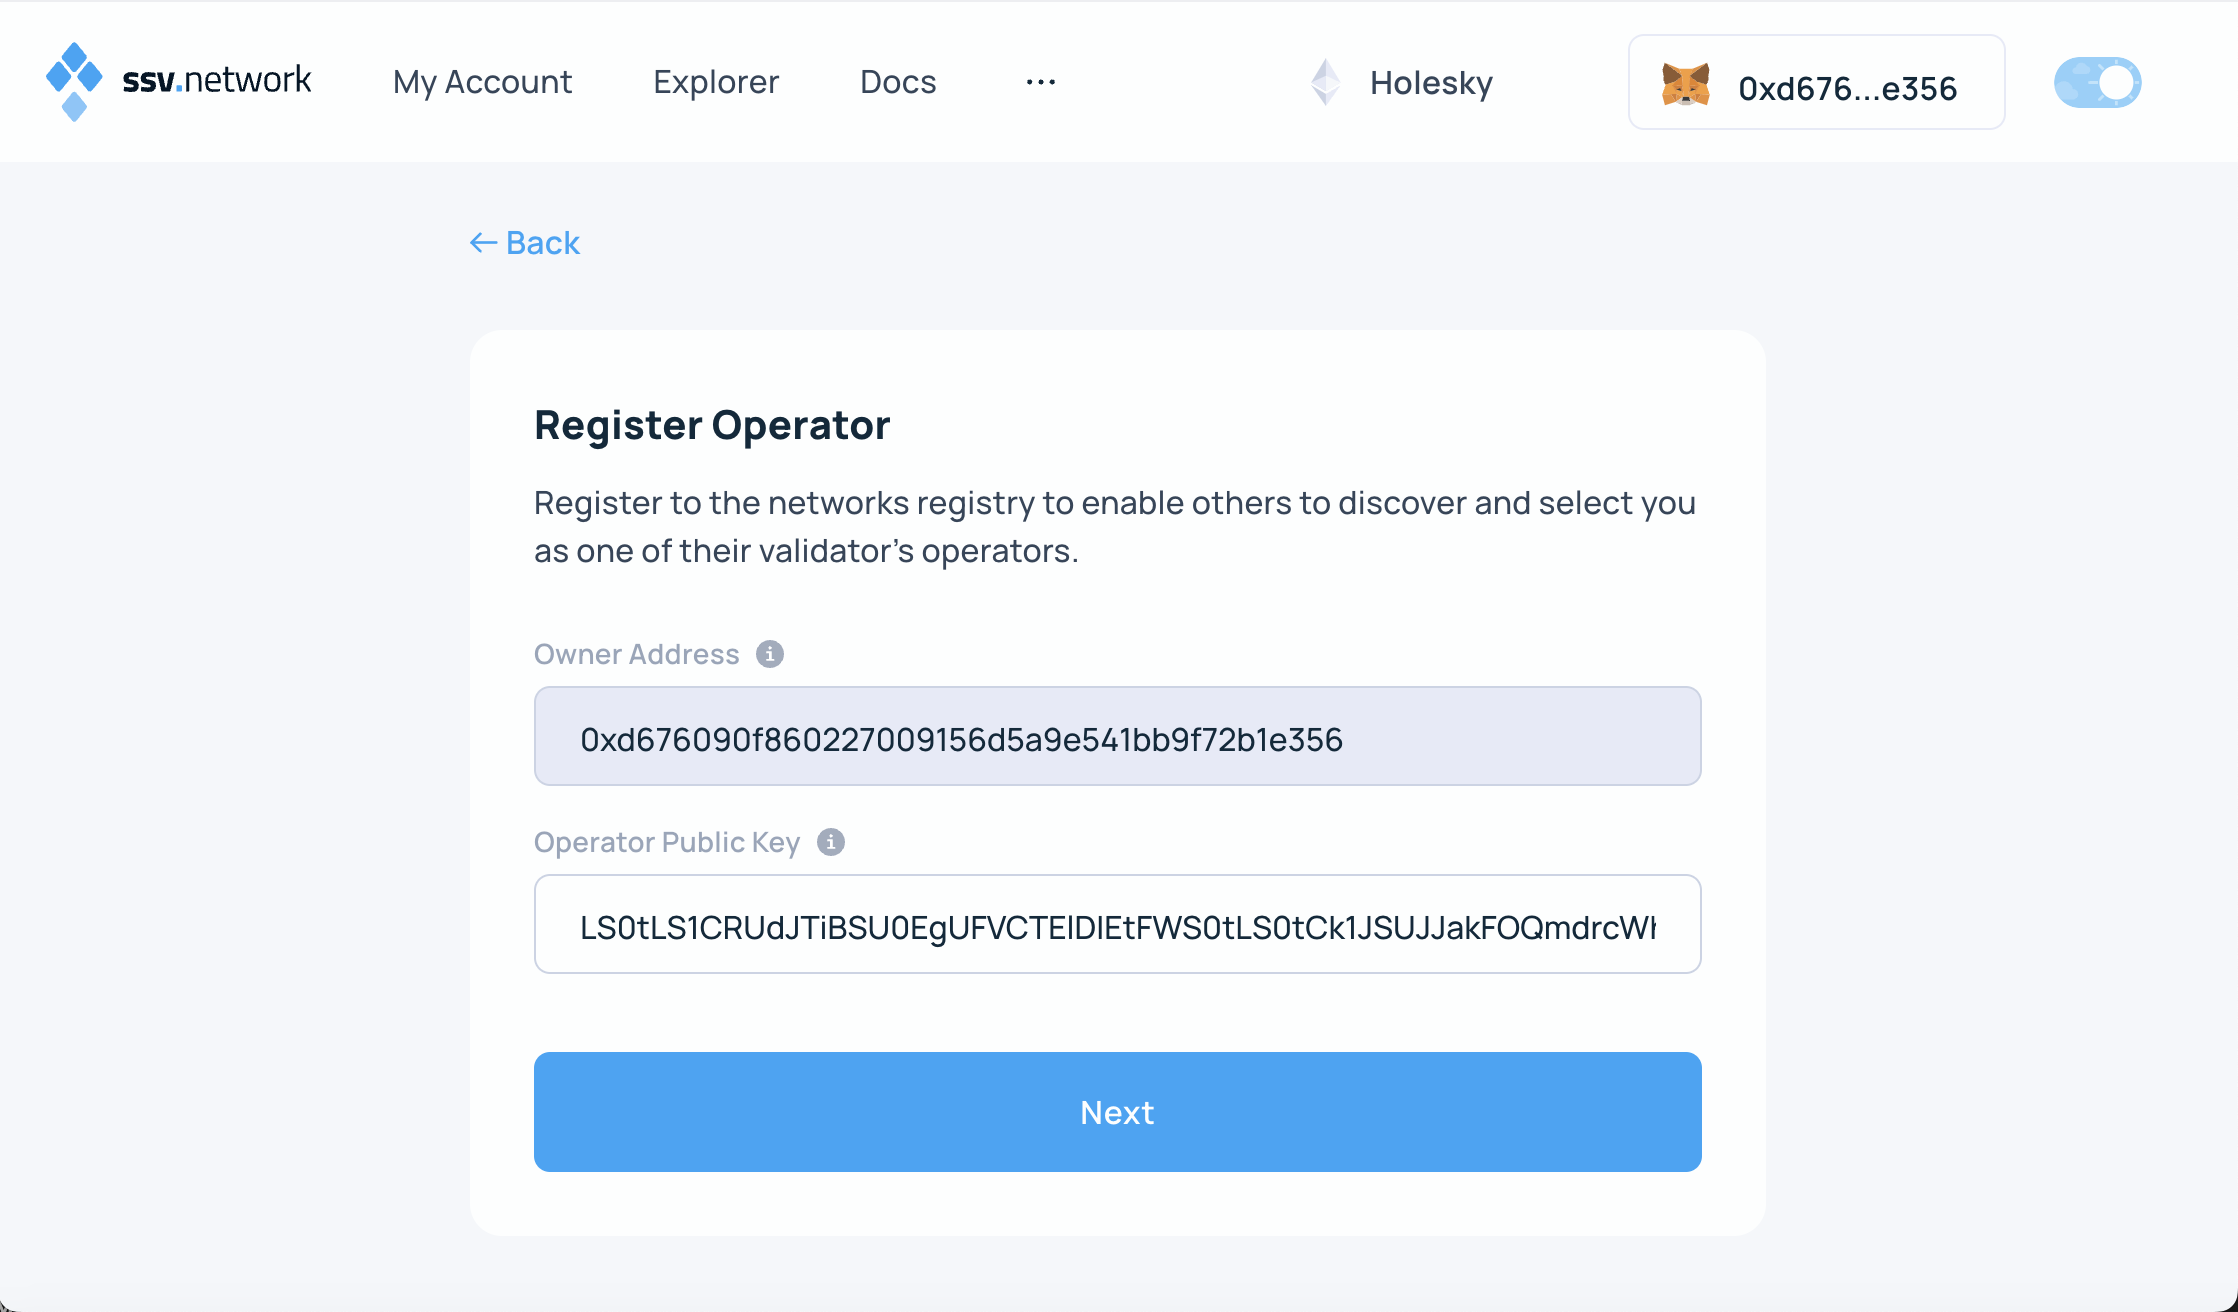 ssv.network My Account Explorer Docs ... Holesky 0xd676...e356
← Back
Register Operator
Register to the networks registry to enable others to discover and select you
as one of their validator’s operators.
Owner Address
0xd676090f860227009156d5a9e541bb9f72b1e356
Operator Public Key
LS0tLS1CRUdJTiBSU0EgUFVCTElDIEtFWS0tLS0tCk1JSUJJakFOQmdrcWh
Next